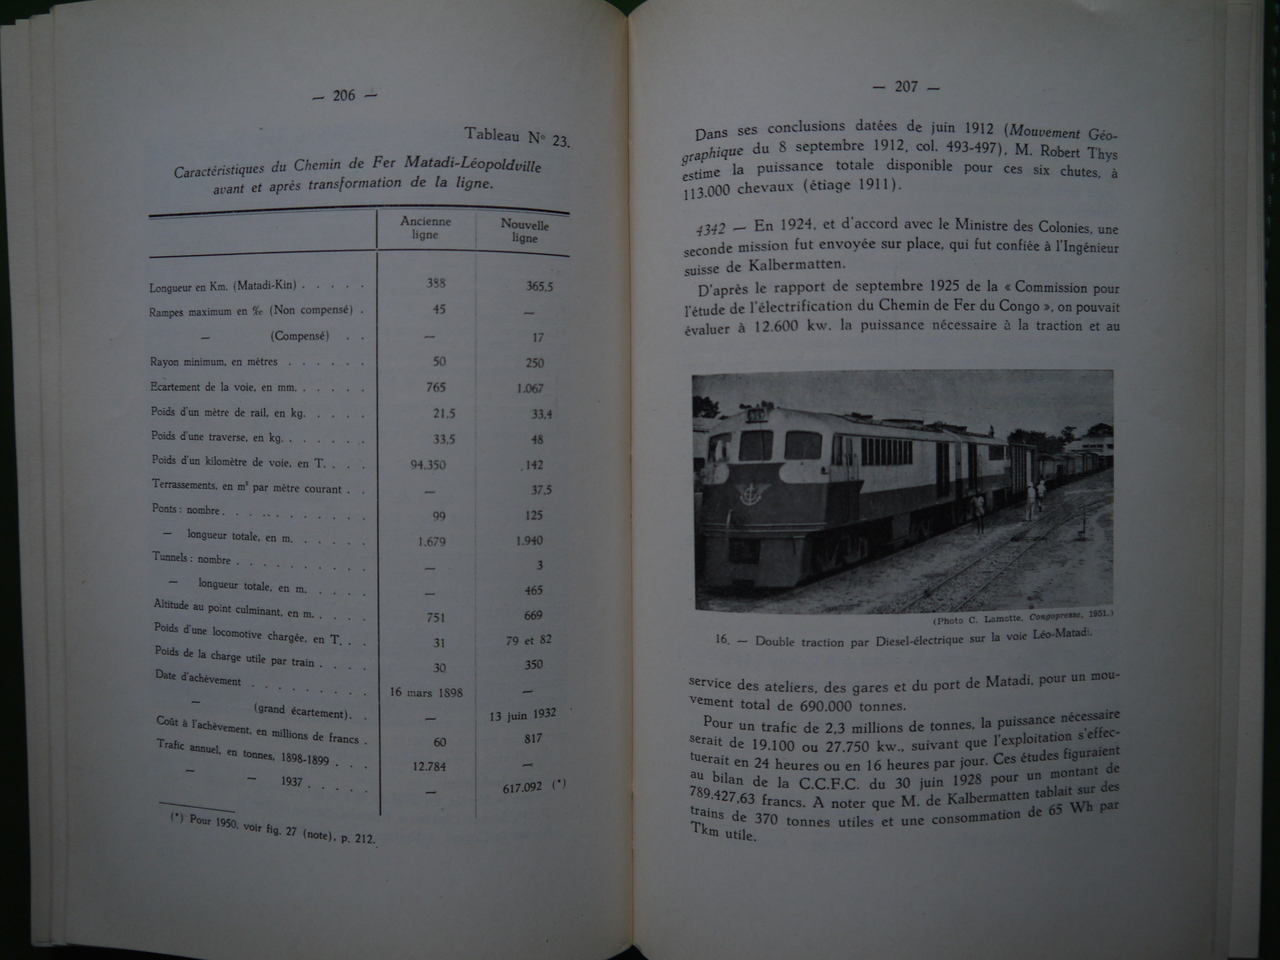 — 206 —
Tableau N° 23.
Caractéristiques du Chemin de Fer Matadi-Léopoldville
avant et après transformation de la ligne.
Ancienne ligne Nouvelle ligne
Longueur en Km. (Matadi-Kin) . . . . . 388 365,5
Rampes maximum en ‰ (Non compensé) . 45 —
— (Compensé) . . — 17
Rayon minimum, en mètres . . . . . . 50 250
Ecartement de la voie, en mm. . . . . . 765 1.067
Poids d'un mètre de rail, en kg. . . . . 21,5 33,4
Poids d'une traverse, en kg. . . . . . . 33,5 48
Poids d'un kilomètre de voie, en T. . . . 94.350 142
Terrassements, en m³ par mètre courant . . — 37,5
Ponts : nombre . . . . . . . . . . . 99 125
— longueur totale, en m. . . . . . 1.679 1.940
Tunnels : nombre . . . . . . . . . . — 3
— longueur totale, en m. . . . . — 465
Altitude au point culminant, en m. . . . . 751 669
Poids d'une locomotive chargée, en T. . . . 31 79 et 82
Poids de la charge utile par train . . . . 30 350
Date d'achèvement . . . . . . . . . 16 mars 1898 —
— (grand écartement). . — 13 juin 1932
Coût à l'achèvement, en millions de francs . 60 817
Trafic annuel, en tonnes, 1898-1899 . . . 12.784 —
— — 1937 . . . . . — 617.092 (*)
(*) Pour 1950, voir fig. 27 (note), p. 212.
— 207 —
Dans ses conclusions datées de juin 1912 (Mouvement Géo-
graphique du 8 septembre 1912, col. 493-497), M. Robert Thys
estime la puissance totale disponible pour ces six chutes, à
113.000 chevaux (étiage 1911).
4342 — En 1924, et d'accord avec le Ministre des Colonies, une
seconde mission fut envoyée sur place, qui fut confiée à l'Ingénieur
suisse de Kalbermatten.
D'après le rapport de septembre 1925 de la « Commission pour
l'étude de l'électrification du Chemin de Fer du Congo », on pouvait
évaluer à 12.600 kw. la puissance nécessaire à la traction et au
(Photo C. Lamotte, Congopresse, 1951.)
16. — Double traction par Diesel-électrique sur la voie Léo-Matadi.
service des ateliers, des gares et du port de Matadi, pour un mou-
vement total de 690.000 tonnes.
Pour un trafic de 2,3 millions de tonnes, la puissance nécessaire
serait de 19.100 ou 27.750 kw., suivant que l'exploitation s'effec-
tuerait en 24 heures ou en 16 heures par jour. Ces études figuraient
au bilan de la C.C.F.C. du 30 juin 1928 pour un montant de
789.427,63 francs. A noter que M. de Kalbermatten tablait sur des
trains de 370 tonnes utiles et une consommation de 65 Wh par
Tkm utile.